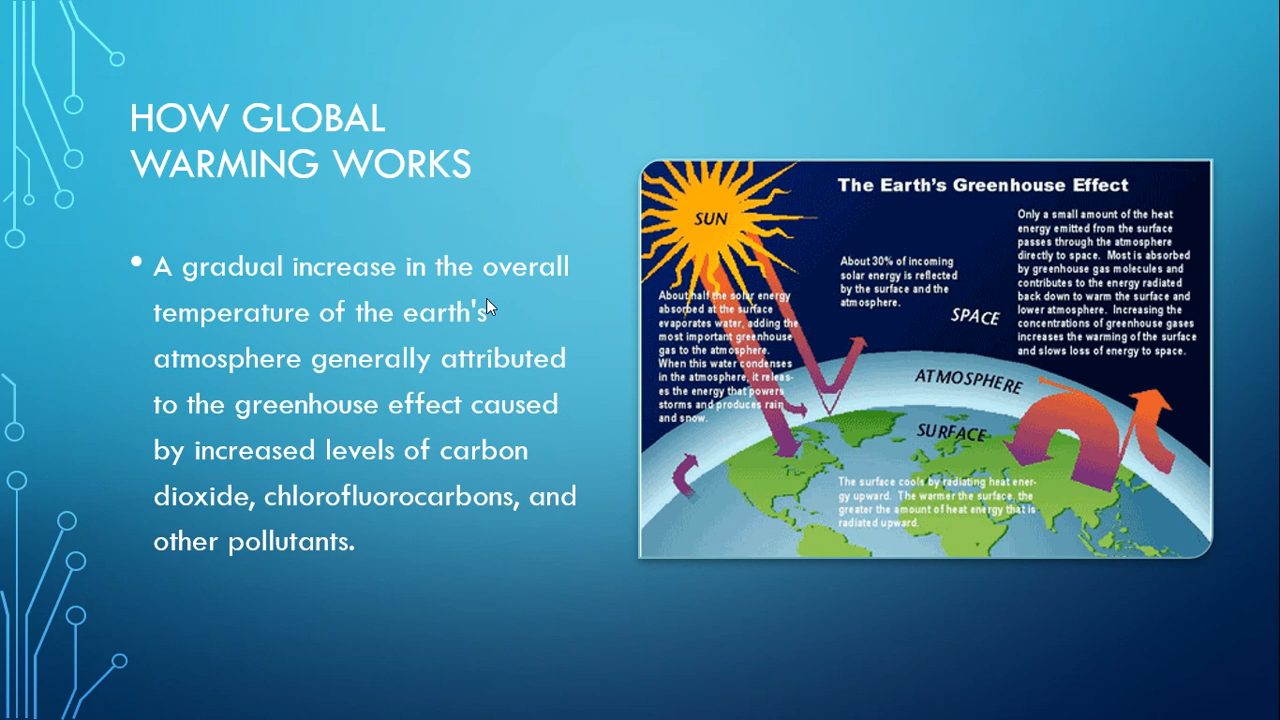 HOW GLOBAL
WARMING WORKS
• A gradual increase in the overall
temperature of the earth's
atmosphere generally attributed
to the greenhouse effect caused
by increased levels of carbon
dioxide, chlorofluorocarbons, and
other pollutants.
The Earth's Greenhouse Effect
SUN
About half the solar energy
absorbed at the surface
evaporates water, adding the
most important greenhouse
gas to the atmosphere.
When this water condenses
in the atmosphere, it releas-
es the energy that powers
storms and produces rain
and snow.
About 30% of incoming
solar energy is reflected
by the surface and the
atmosphere.
SPACE
Only a small amount of the heat
energy emitted from the surface
passes through the atmosphere
directly to space. Most is absorbed
by greenhouse gas molecules and
contributes to the energy radiated
back down to warm the surface and
lower atmosphere. Increasing the
concentrations of greenhouse gases
increases the warming of the surface
and slows loss of energy to space.
ATMOSPHERE
SURFACE
The surface cools by radiating heat ener-
gy upward. The warmer the surface, the
greater the amount of heat energy that is
radiated upward.